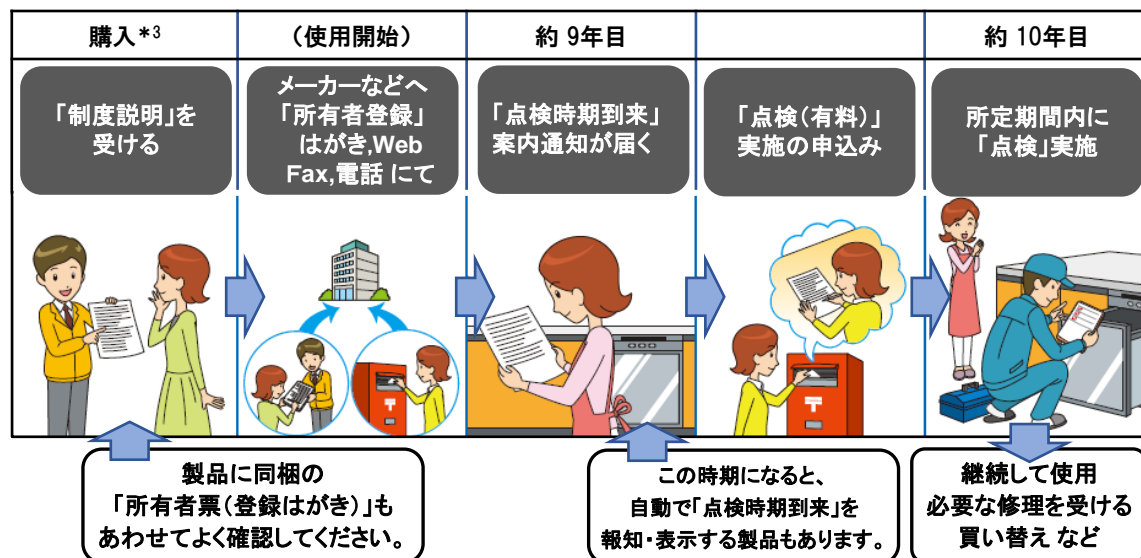 購入*3
(使用開始)
約 9年目
約 10年目
「制度説明」を
受ける
メーカーなどへ
「所有者登録」
はがき,Web
Fax,電話 にて
「点検時期到来」
案内通知が届く
「点検(有料)」
実施の申込み
所定期間内に
「点検」実施
製品に同梱の
「所有者票(登録はがき)」も
あわせてよく確認してください。
この時期になると、
自動で「点検時期到来」を
報知・表示する製品もあります。
継続して使用
必要な修理を受ける
買い替え など